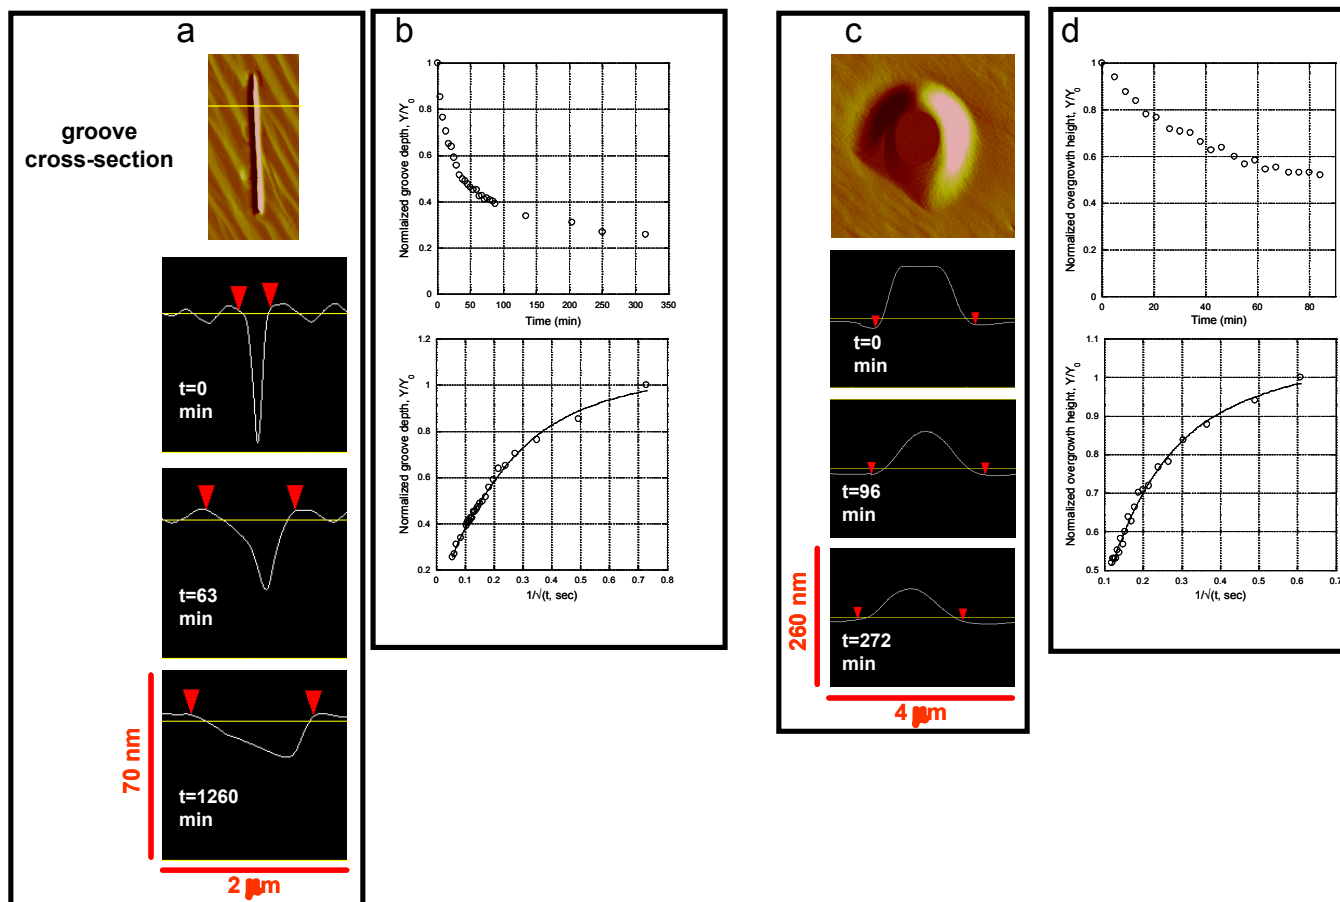 a
groove
cross-section
t=0
min
t=63
min
t=1260
min
70 nm
2 μm
b
Normlaized groove depth, Y/Y0
1
0.8
0.6
0.4
0.2
0
0 50 100 150 200 250 300 350
Time (min)
Normalized groove depth, Y/Y0
1.2
1
0.8
0.6
0.4
0.2
0 0.1 0.2 0.3 0.4 0.5 0.6 0.7 0.8
1/√(t, sec)
c
t=0
min
t=96
min
t=272
min
260 nm
4 μm
d
Normalized overgrowth height, Y/Y0
1
0.8
0.6
0.4
0.2
0
0 20 40 60 80
Time (min)
Normalized overgrowth height, Y/Y0
1.1
1
0.9
0.8
0.7
0.6
0.5
0.1 0.2 0.3 0.4 0.5 0.6 0.7
1/√(t, sec)